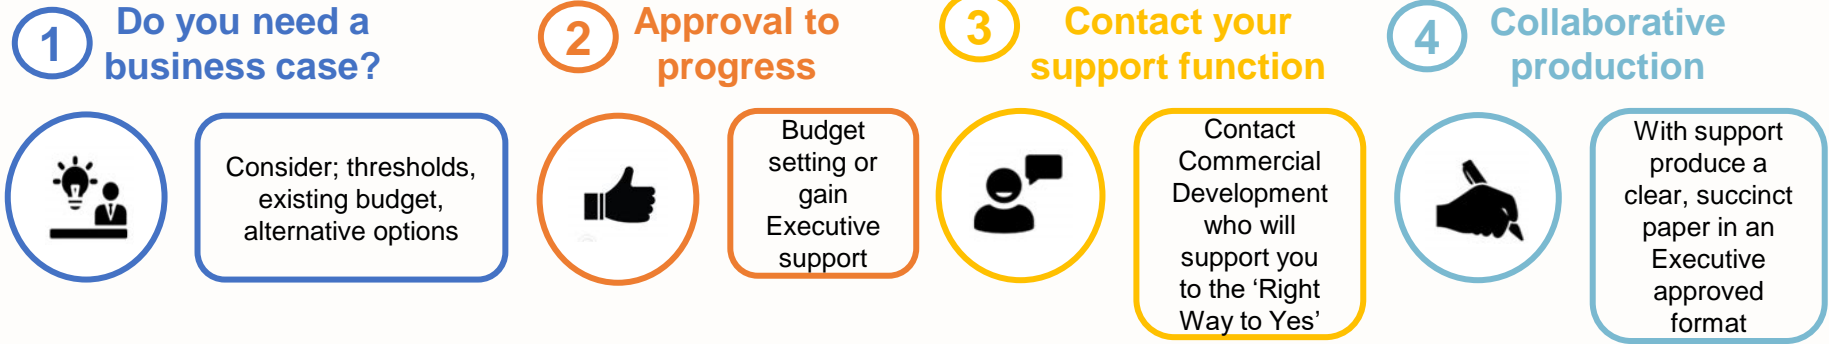 1
Do you need a
business case?
Consider; thresholds,
existing budget,
alternative options
2
Approval to
progress
Budget
setting or
gain
Executive
support
3
Contact your
support function
Contact
Commercial
Development
who will
support you
to the ‘Right
Way to Yes’
4
Collaborative
production
With support
produce a
clear, succinct
paper in an
Executive
approved
format